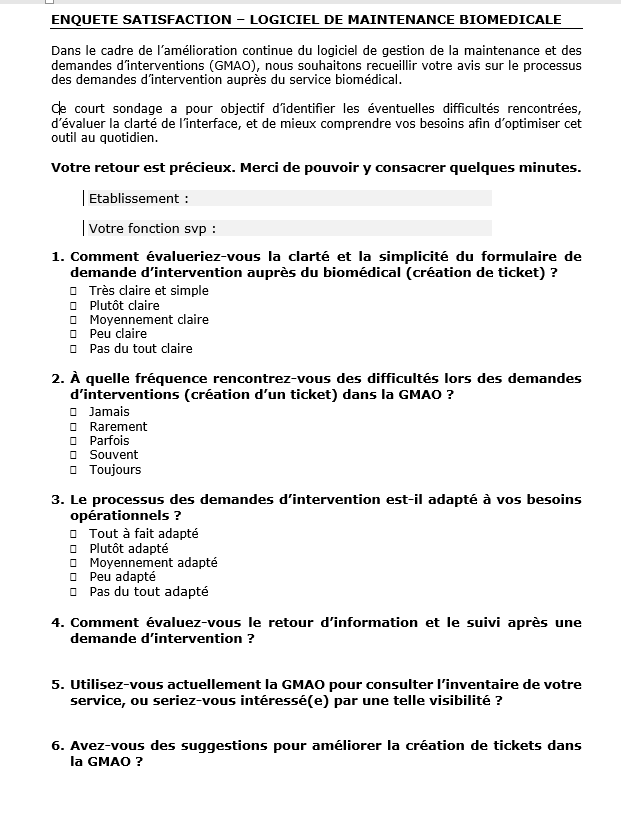 ENQUETE SATISFACTION – LOGICIEL DE MAINTENANCE BIOMEDICALE
Dans le cadre de l’amélioration continue du logiciel de gestion de la maintenance et des
demandes d’interventions (GMAO), nous souhaitons recueillir votre avis sur le processus
des demandes d’intervention auprès du service biomédical.
Ce court sondage a pour objectif d’identifier les éventuelles difficultés rencontrées,
d’évaluer la clarté de l’interface, et de mieux comprendre vos besoins afin d’optimiser cet
outil au quotidien.
Votre retour est précieux. Merci de pouvoir y consacrer quelques minutes.
Etablissement :
Votre fonction svp :
1. Comment évalueriez-vous la clarté et la simplicité du formulaire de
demande d’intervention auprès du biomédical (création de ticket) ?
Très claire et simple
Plutôt claire
Moyennement claire
Peu claire
Pas du tout claire
2. À quelle fréquence rencontrez-vous des difficultés lors des demandes
d’interventions (création d’un ticket) dans la GMAO ?
Jamais
Rarement
Parfois
Souvent
Toujours
3. Le processus des demandes d’intervention est-il adapté à vos besoins
opérationnels ?
Tout à fait adapté
Plutôt adapté
Moyennement adapté
Peu adapté
Pas du tout adapté
4. Comment évaluez-vous le retour d’information et le suivi après une
demande d’intervention ?
5. Utilisez-vous actuellement la GMAO pour consulter l’inventaire de votre
service, ou seriez-vous intéressé(e) par une telle visibilité ?
6. Avez-vous des suggestions pour améliorer la création de tickets dans
la GMAO ?